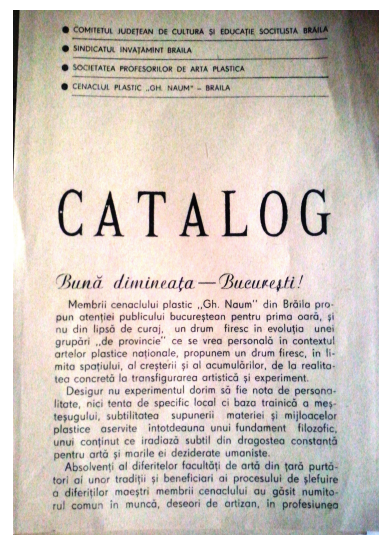 ● COMITETUL JUDEȚEAN DE CULTURĂ ȘI EDUCAȚIE SOCITLISTA BRĂILA
● SINDICATUL INVAȚAMINT BRAILA
● SOCIETATEA PROFESORILOR DE ARTA PLASTICA
● CENACLUL PLASTIC „GH. NAUM" – BRAILA
CATALOG
Bună dimineața — București!
Membrii cenaclului plastic „Gh. Naum" din Brăila pro-
pun atenției publicului bucureștean pentru prima oară, și
nu din lipsă de curaj, un drum firesc în evoluția unei
grupări „de provincie" ce se vrea personală în contextul
artelor plastice naționale, propunem un drum firesc, în li-
mita spațiului, al creșterii și al acumulărilor, de la realita-
tea concretă la transfigurarea artistică și experiment.
Desigur nu experimentul dorim să fie nota de persona-
litate, nici tenta de specific local ci baza trainică a meș-
teșugului, subtilitatea supunerii materiei și mijloacelor
plastice aservite întotdeauna unui fundament filozofic,
unui conținut ce iradiază subtil din dragostea constantă
pentru artă și marile ei deziderate umaniste.
Absolvenți al diferitelor facultăți de artă din țară purtă-
tori ai unor tradiții și beneficiari ai procesului de șlefuire
a diferiților maeștri membrii cenaclului au găsit numito-
rul comun în muncă, deseori de artizan, în profesiunea